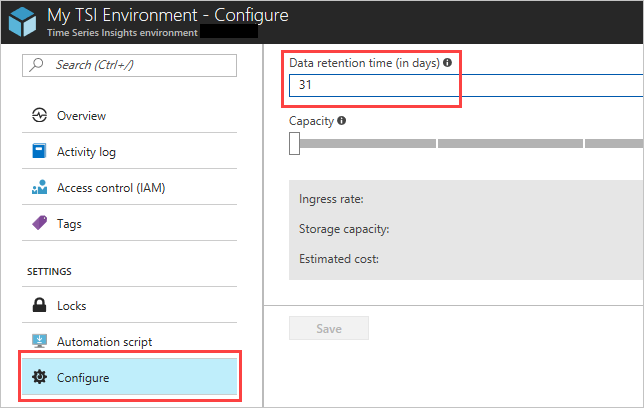 My TSI Environment - Configure
Time Series Insights environment
Search (Ctrl+/)
Overview
Activity log
Access control (IAM)
Tags
SETTINGS
Locks
Automation script
Configure
Data retention time (in days)
31
Capacity
Ingress rate:
Storage capacity:
Estimated cost:
Save